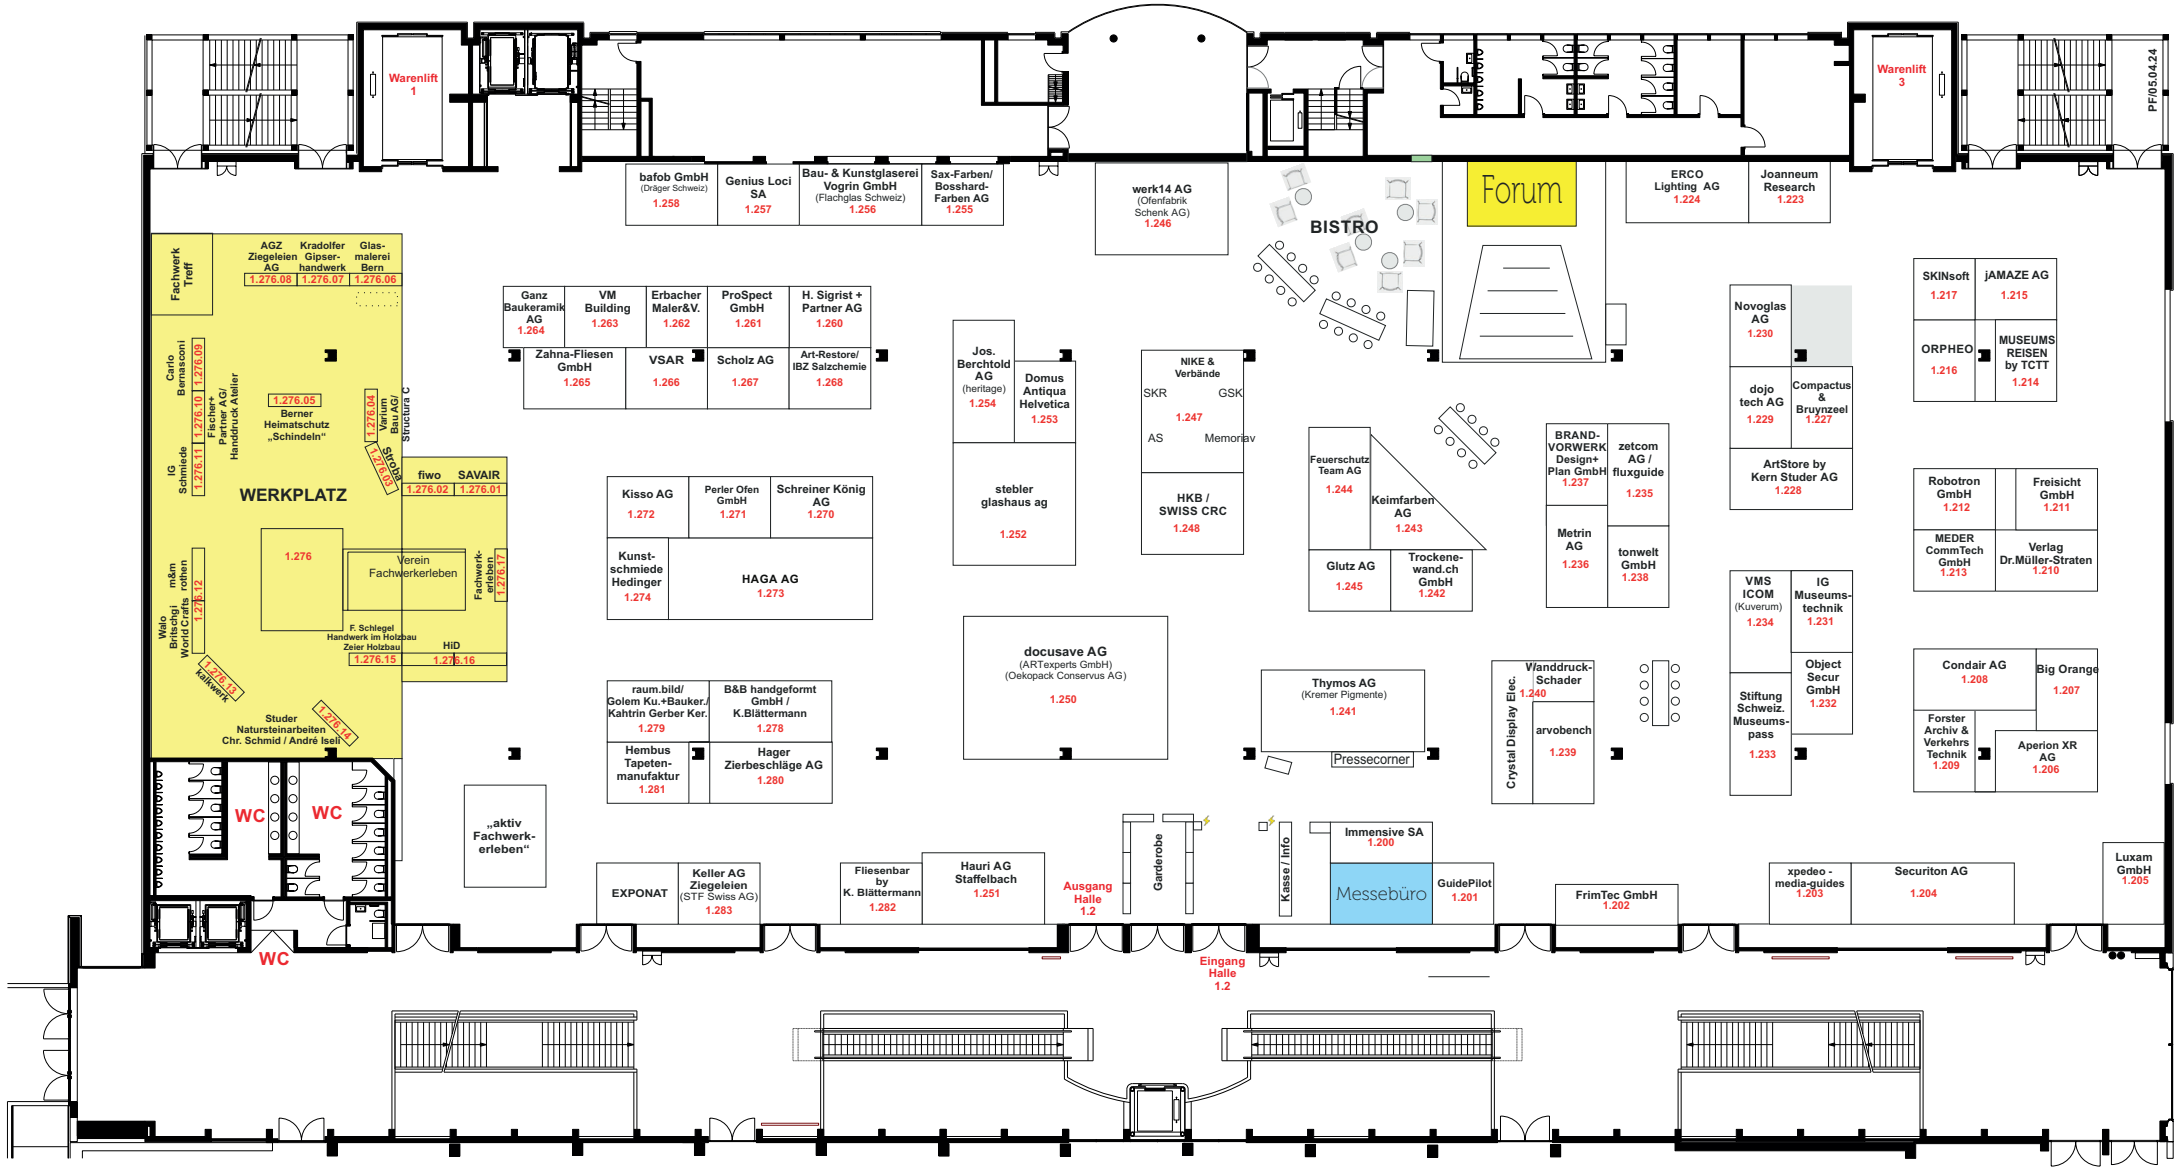 Warenlift
1
Warenlift
3
PF/05.04.24
bafob GmbH
(Dräger Schweiz)
1.258
Genius Loci
SA
1.257
Bau- & Kunstglaserei
Vogrin GmbH
(Flachglas Schweiz)
1.256
Sax-Farben/
Bosshard-
Farben AG
1.255
werk14 AG
(Ofenfabrik
Schenk AG)
1.246
BISTRO
Forum
ERCO
Lighting AG
1.224
Joanneum
Research
1.223
Fachwerk
Treff
AGZ
Ziegeleien
AG
1.276.08
Kradolfer
Gipser-
handwerk
1.276.07
Glas-
malerei
Bern
1.276.06
Carlo
Bernasconi
1.276.09
Fischer+
Partner AG/
Handdruck Atelier
1.276.10
IG
Schmiede
1.276.11
1.276.05
Berner
Heimatschutz
„Schindeln“
1.276.04
Varium
Bau AG/
Structura C
Stroba
1.276.03
fiwo
1.276.02
SAVAIR
1.276.01
WERKPLATZ
1.276
Verein
Fachwerkerleben
Fachwerk-
erleben
1.276.17
m&m
rothen
1.276.12
Walo
Britschgi
World Crafts
F. Schlegel
Handwerk im Holzbau
Zeier Holzbau
1.276.15
HiD
1.276.16
1.276.13
kalkwerk
1.276.14
Studer
Natursteinarbeiten
Chr. Schmid / André Iseli
WC
WC
WC
Ganz
Baukeramik
AG
1.264
VM
Building
1.263
Erbacher
Maler&V.
1.262
ProSpect
GmbH
1.261
H. Sigrist +
Partner AG
1.260
Zahna-Fliesen
GmbH
1.265
VSAR
1.266
Scholz AG
1.267
Art-Restore/
IBZ Salzchemie
1.268
Jos.
Berchtold
AG
(heritage)
1.254
Domus
Antiqua
Helvetica
1.253
stebler
glashaus ag
1.252
NIKE &
Verbände
SKR
GSK
1.247
AS
Memoriav
HKB /
SWISS CRC
1.248
Feuerschutz
Team AG
1.244
Keimfarben
AG
1.243
Glutz AG
1.245
Trockene-
wand.ch
GmbH
1.242
BRAND-
VORWERK
Design+
Plan GmbH
1.237
zetcom
AG /
fluxguide
1.235
Metrin
AG
1.236
tonwelt
GmbH
1.238
Novoglas
AG
1.230
dojo
tech AG
1.229
Compactus
&
Bruynzeel
1.227
ArtStore by
Kern Studer AG
1.228
SKINsoft
1.217
jAMAZE AG
1.215
ORPHEO
1.216
MUSEUMS
REISEN
by TCTT
1.214
Robotron
GmbH
1.212
Freisicht
GmbH
1.211
MEDER
CommTech
GmbH
1.213
Verlag
Dr.Müller-Straten
1.210
Kisso AG
1.272
Perler Ofen
GmbH
1.271
Schreiner König
AG
1.270
Kunst-
schmiede
Hedinger
1.274
HAGA AG
1.273
VMS
ICOM
(Kuverum)
1.234
IG
Museums-
technik
1.231
Object
Secur
GmbH
1.232
Stiftung
Schweiz.
Museums-
pass
1.233
Condair AG
1.208
Big Orange
1.207
Forster
Archiv &
Verkehrs
Technik
1.209
Aperion XR
AG
1.206
docusave AG
(ARTexperts GmbH)
(Oekopack Conservus AG)
1.250
Thymos AG
(Kremer Pigmente)
1.241
Pressecorner
Crystal Display Elec.
Wanddruck-
Schader
1.240
arvobench
1.239
raum.bild/
Golem Ku.+Bauker./
Kahtrin Gerber Ker.
1.279
B&B handgeformt
GmbH /
K.Blättermann
1.278
Hembus
Tapeten-
manufaktur
1.281
Hager
Zierbeschläge AG
1.280
„aktiv
Fachwerk-
erleben“
EXPONAT
Keller AG
Ziegeleien
(STF Swiss AG)
1.283
Fliesenbar
by
K. Blättermann
1.282
Hauri AG
Staffelbach
1.251
Ausgang
Halle
1.2
Garderobe
Kasse / Info
Eingang
Halle
1.2
Immensive SA
1.200
Messebüro
GuidePilot
1.201
FrimTec GmbH
1.202
xpedeo -
media-guides
1.203
Securiton AG
1.204
Luxam
GmbH
1.205